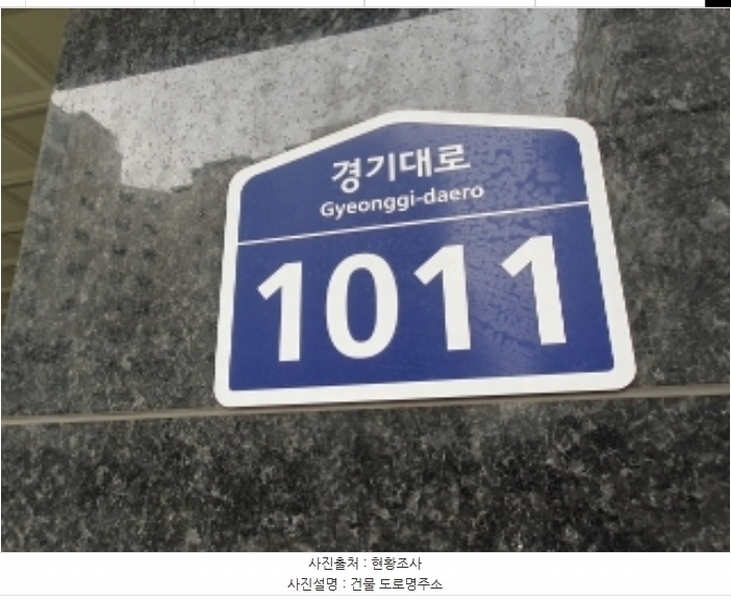 경기대로
Gyeonggi-daero
1011
사진출처 : 현황조사
사진설명 : 건물 도로명주소